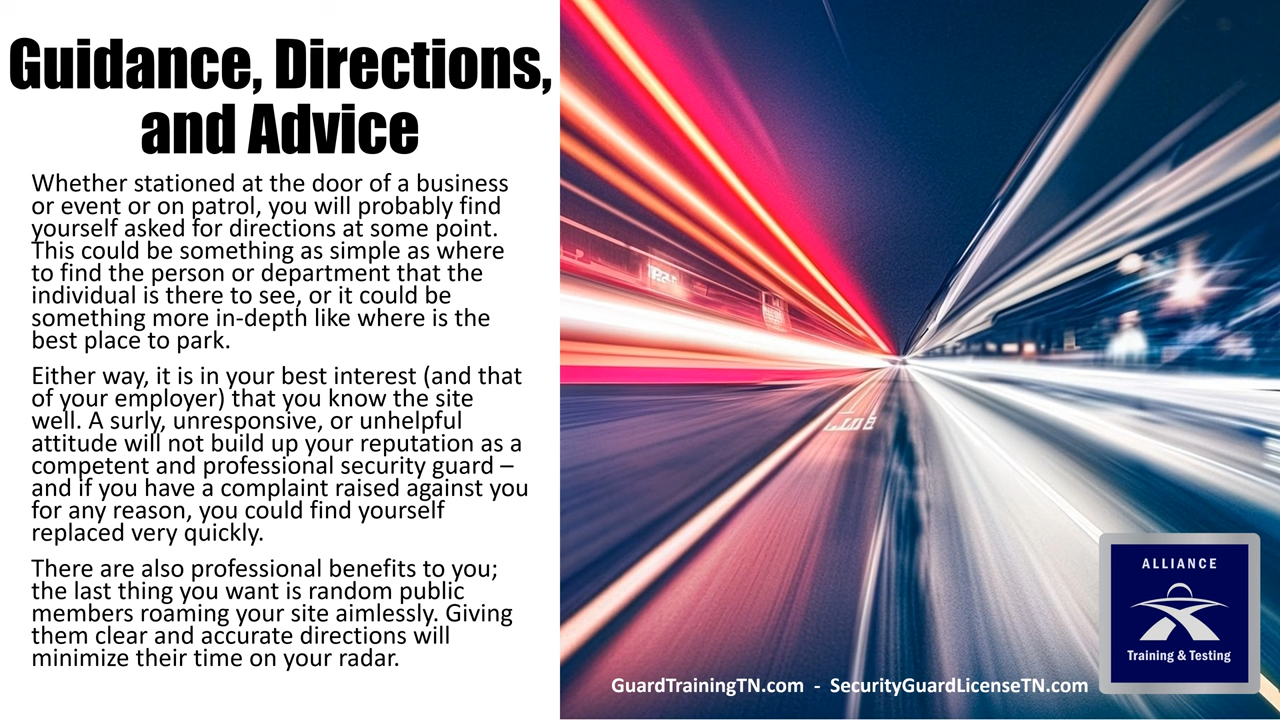 Guidance, Directions,
and Advice
Whether stationed at the door of a business
or event or on patrol, you will probably find
yourself asked for directions at some point.
This could be something as simple as where
to find the person or department that the
individual is there to see, or it could be
something more in-depth like where is the
best place to park.
Either way, it is in your best interest (and that
of your employer) that you know the site
well. A surly, unresponsive, or unhelpful
attitude will not build up your reputation as a
competent and professional security guard –
and if you have a complaint raised against you
for any reason, you could find yourself
replaced very quickly.
There are also professional benefits to you;
the last thing you want is random public
members roaming your site aimlessly. Giving
them clear and accurate directions will
minimize their time on your radar.
ALLIANCE
Training & Testing
GuardTrainingTN.com - SecurityGuardLicenseTN.com